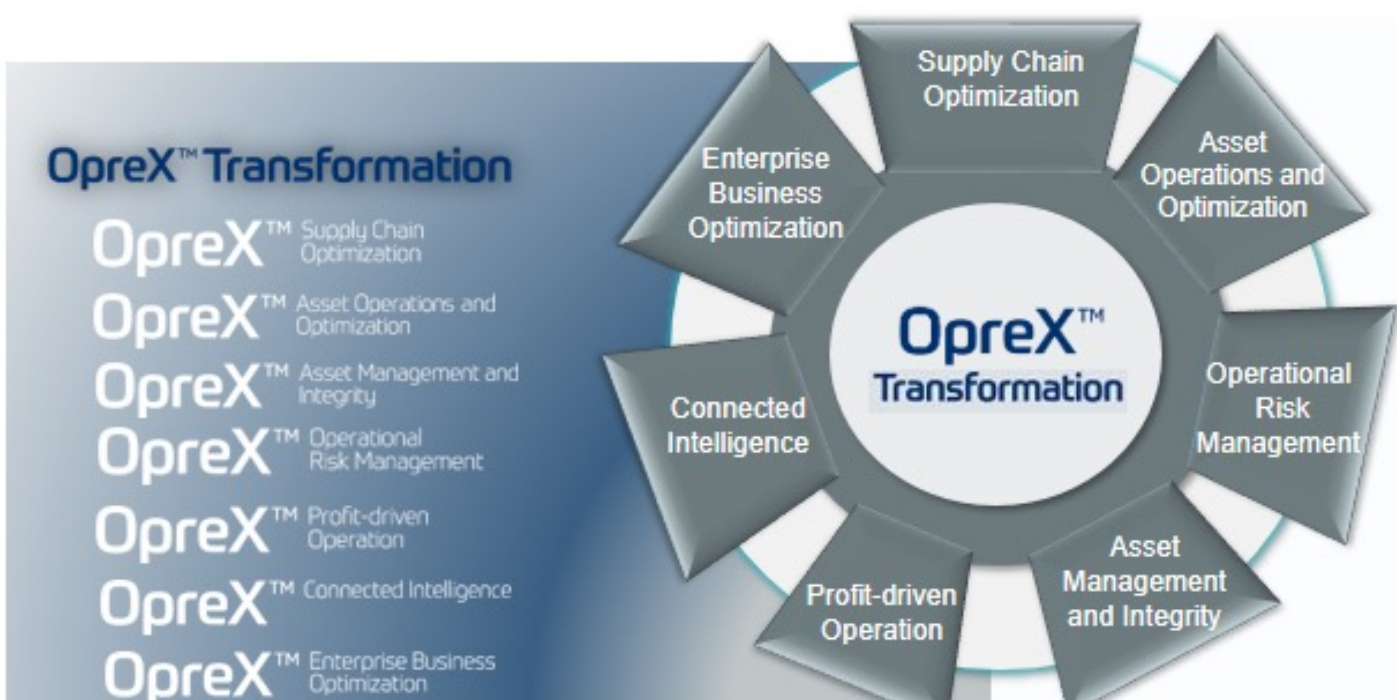 OpreX™ Transformation
OpreX™ Supply Chain
Optimization
OpreX™ Asset Operations and
Optimization
OpreX™ Asset Management and
Integrity
OpreX™ Operational
Risk Management
OpreX™ Profit-driven
Operation
OpreX™ Connected Intelligence
OpreX™ Enterprise Business
Optimization
Supply Chain
Optimization
Asset
Operations and
Optimization
Operational
Risk
Management
Asset
Management
and Integrity
Profit-driven
Operation
Connected
Intelligence
Enterprise
Business
Optimization
OpreX™
Transformation